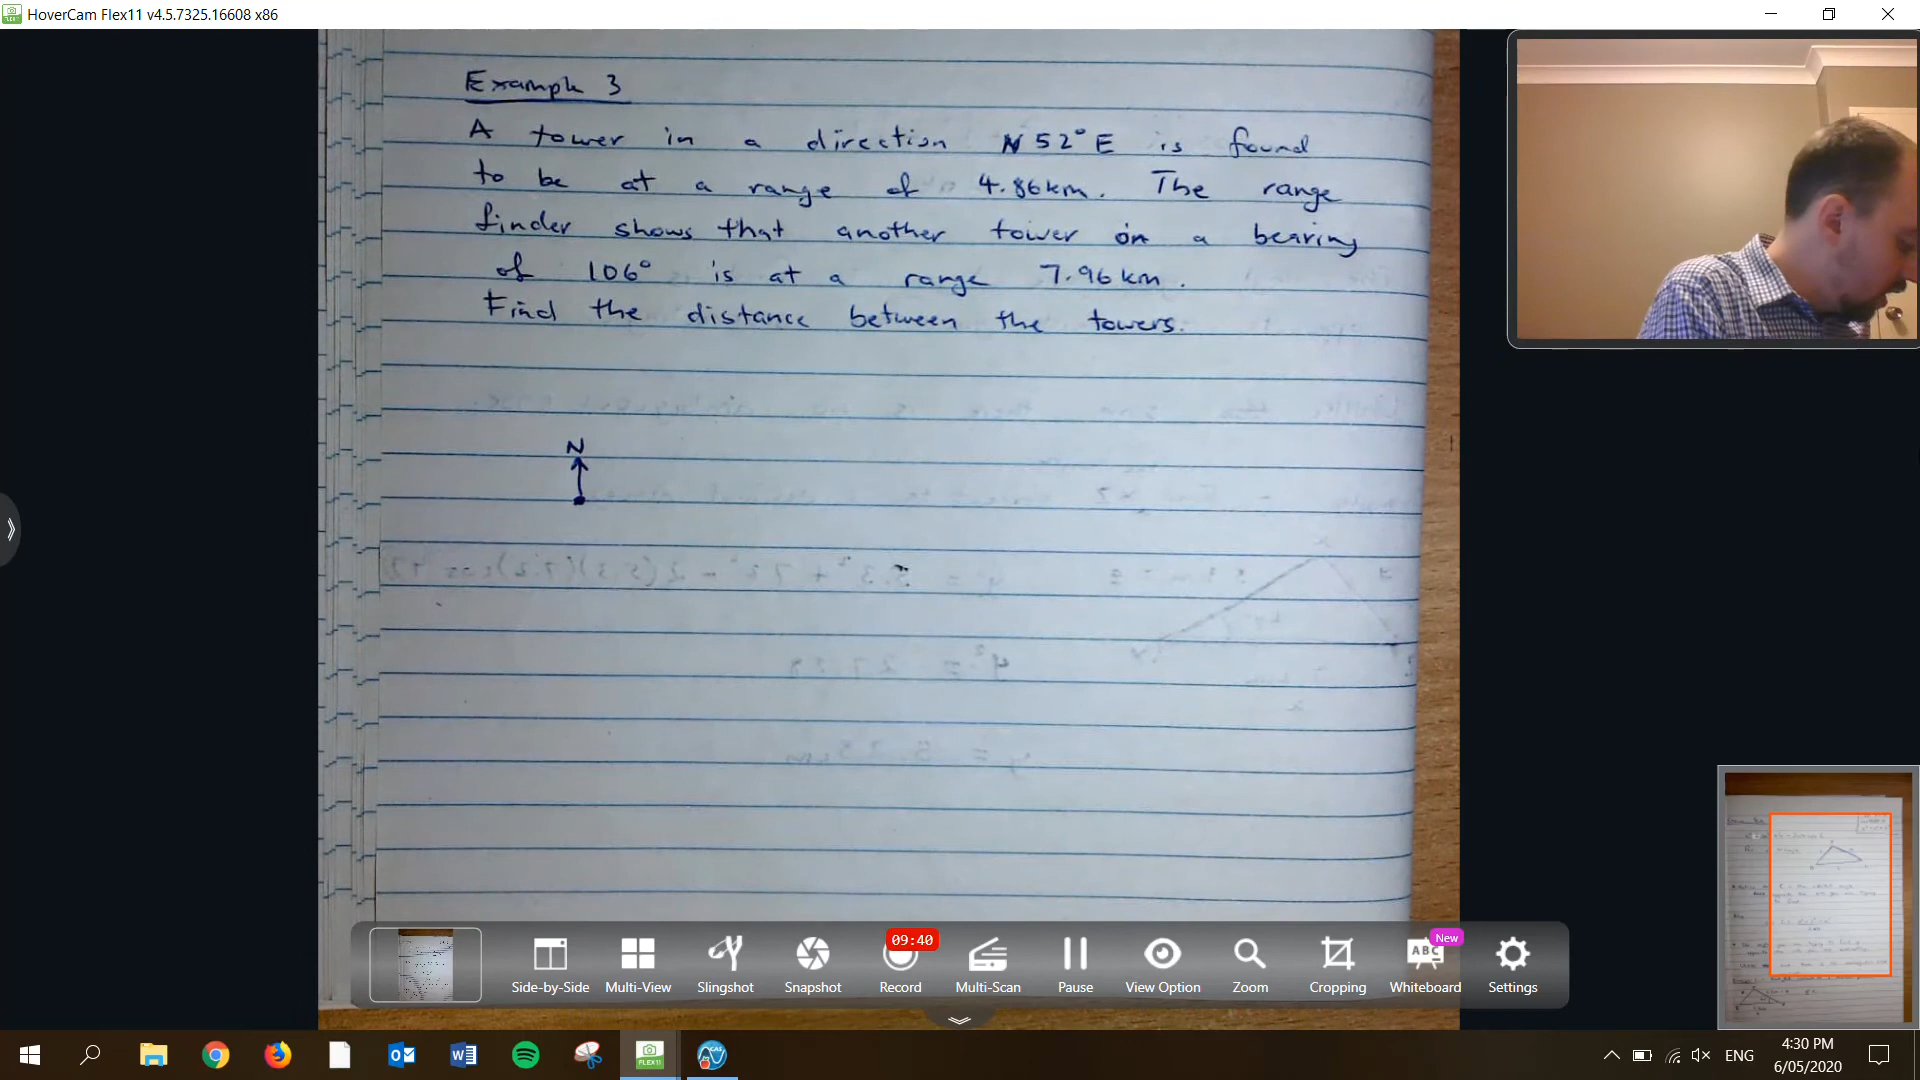 HoverCam Flex11 v4.5.7325.16608 x86
Example 3
A tower in a direction N52°E is found
to be at a range of 4.86km. The range
finder shows that another tower on a bearing
of 106° is at a range 7.96km.
Find the distance between the towers.
N
09:40
New
Side-by-Side Multi-View Slingshot Snapshot Record Multi-Scan Pause View Option Zoom Cropping Whiteboard Settings
ENG
4:30 PM
6/05/2020